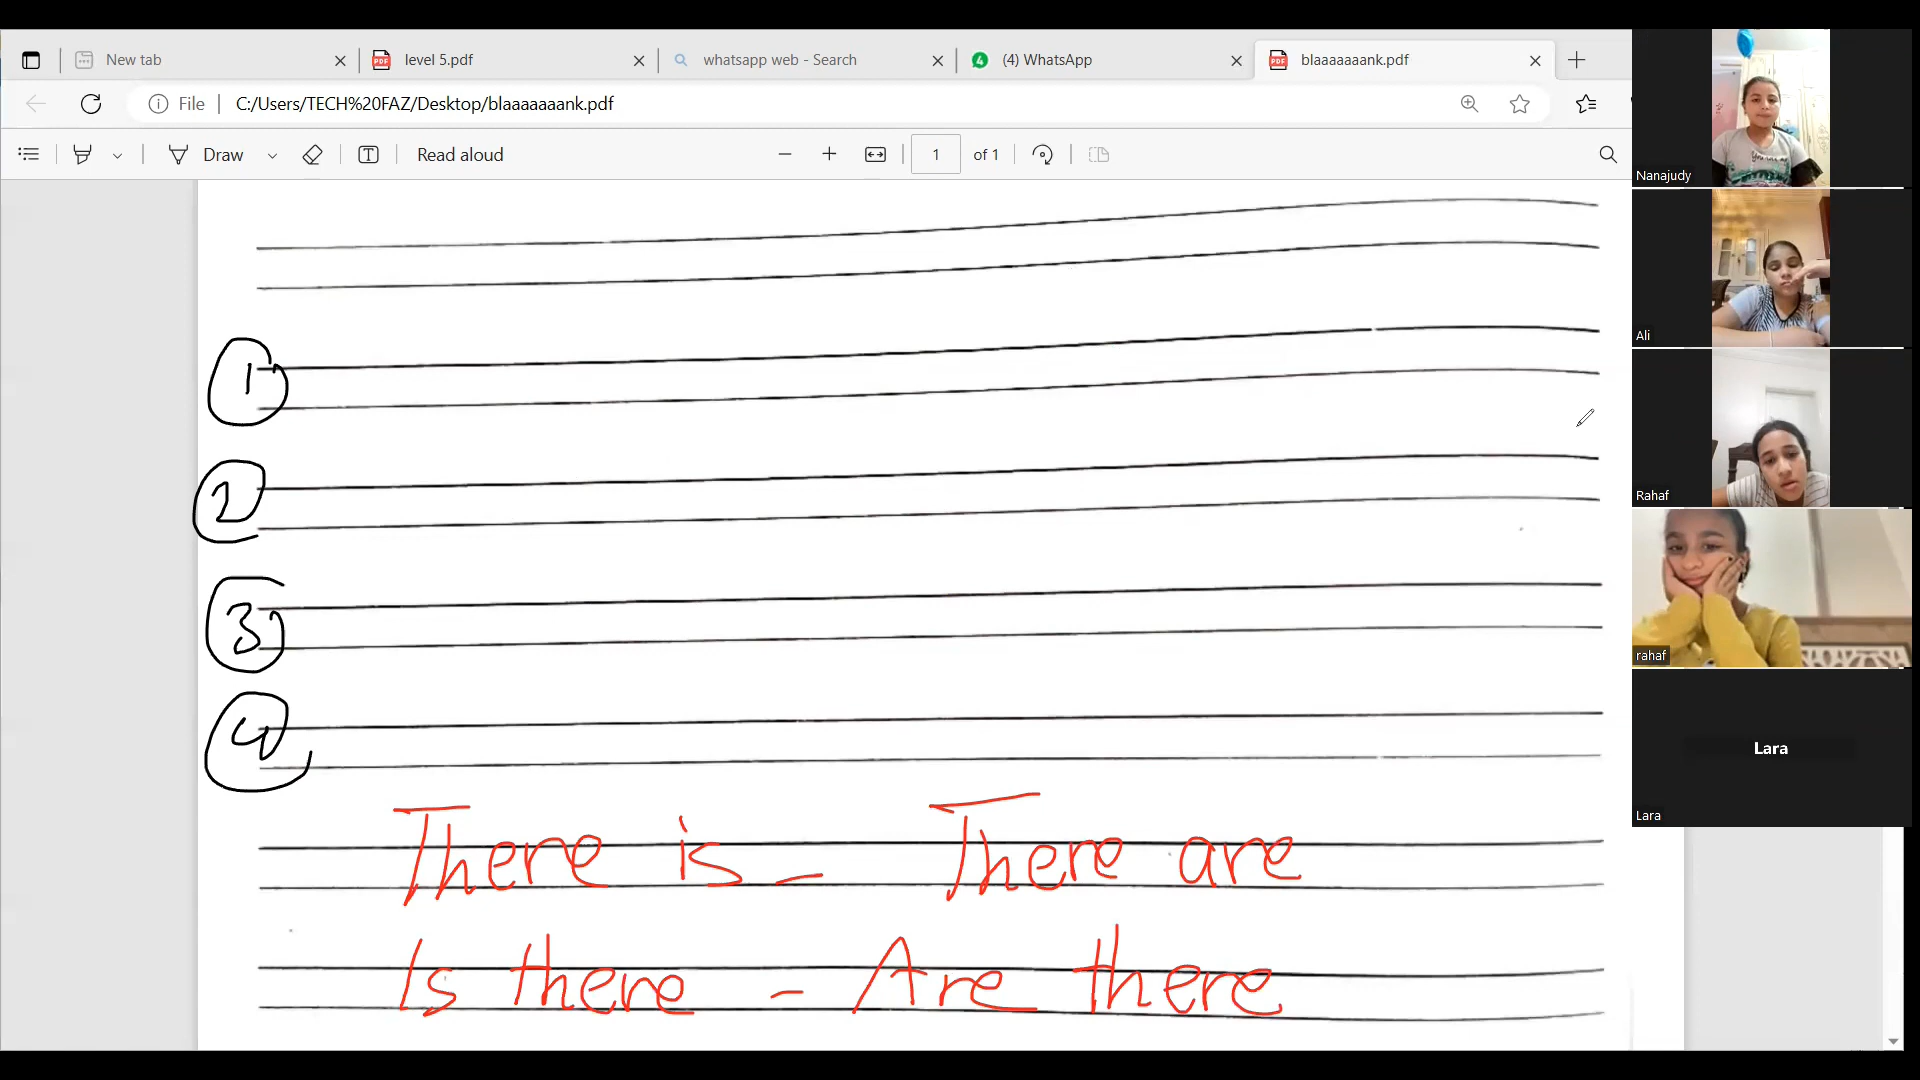 New tab level 5.pdf whatsapp web - Search (4) WhatsApp blaaaaaaank.pdf
File C:/Users/TECH%20FAZ/Desktop/blaaaaaaank.pdf
Draw Read aloud 1 of 1
Nanajudy
Ali
Rahaf
rahaf
Lara
Lara
1
2
3
4
There is - There are
Is there - Are there